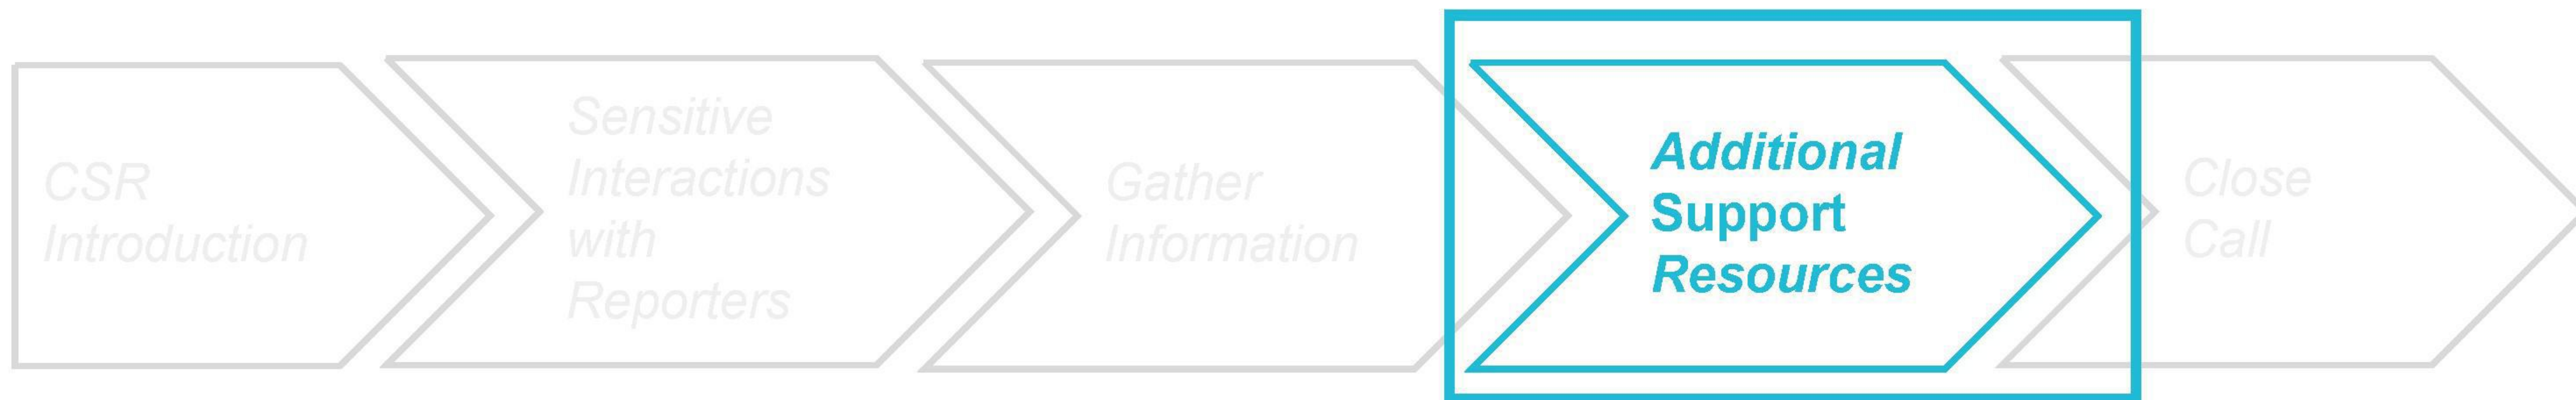 CSR
Introduction
Sensitive
Interactions
with
Reporters
Gather
Information
Additional
Support
Resources
Close
Call